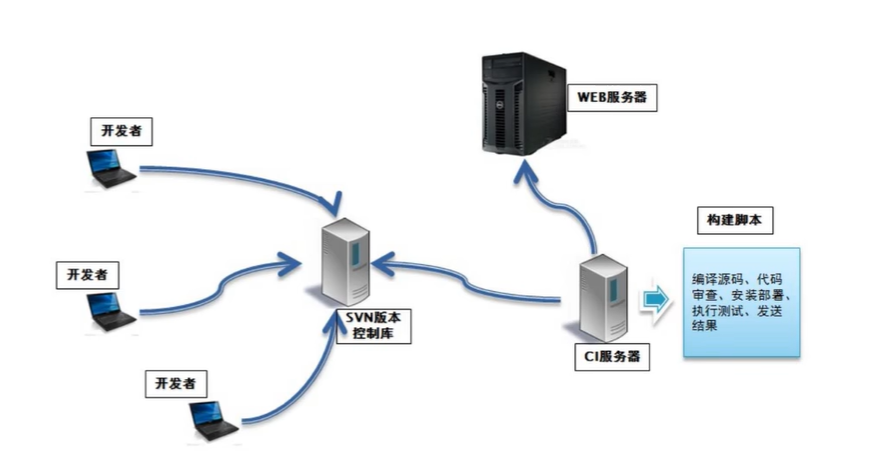 WEB服务器
开发者
构建脚本
开发者
编译源码、代码
审查、安装部署、
执行测试、发送
结果
SVN版本
控制库
CI服务器
开发者